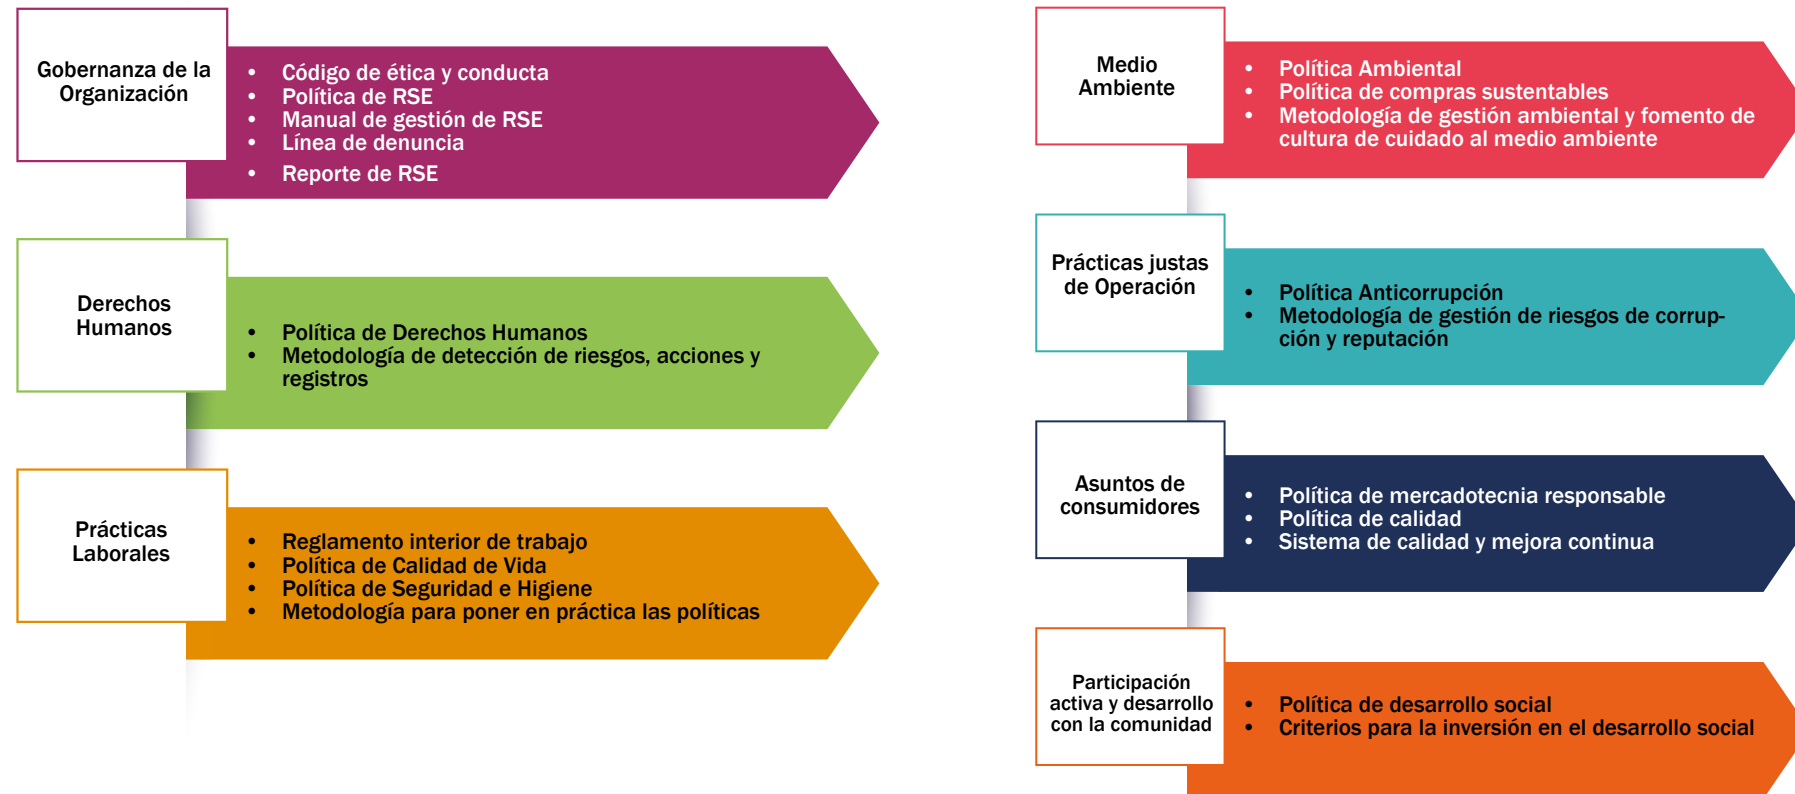 Gobernanza de la
Organización
• Código de ética y conducta
• Política de RSE
• Manual de gestión de RSE
• Línea de denuncia
• Reporte de RSE
Derechos
Humanos
• Política de Derechos Humanos
• Metodología de detección de riesgos, acciones y
registros
Prácticas
Laborales
• Reglamento interior de trabajo
• Política de Calidad de Vida
• Política de Seguridad e Higiene
• Metodología para poner en práctica las políticas
Medio
Ambiente
• Política Ambiental
• Política de compras sustentables
• Metodología de gestión ambiental y fomento de
cultura de cuidado al medio ambiente
Prácticas justas
de Operación
• Política Anticorrupción
• Metodología de gestión de riesgos de corrup-
ción y reputación
Asuntos de
consumidores
• Política de mercadotecnia responsable
• Política de calidad
• Sistema de calidad y mejora continua
Participación
activa y desarrollo
con la comunidad
• Política de desarrollo social
• Criterios para la inversión en el desarrollo social